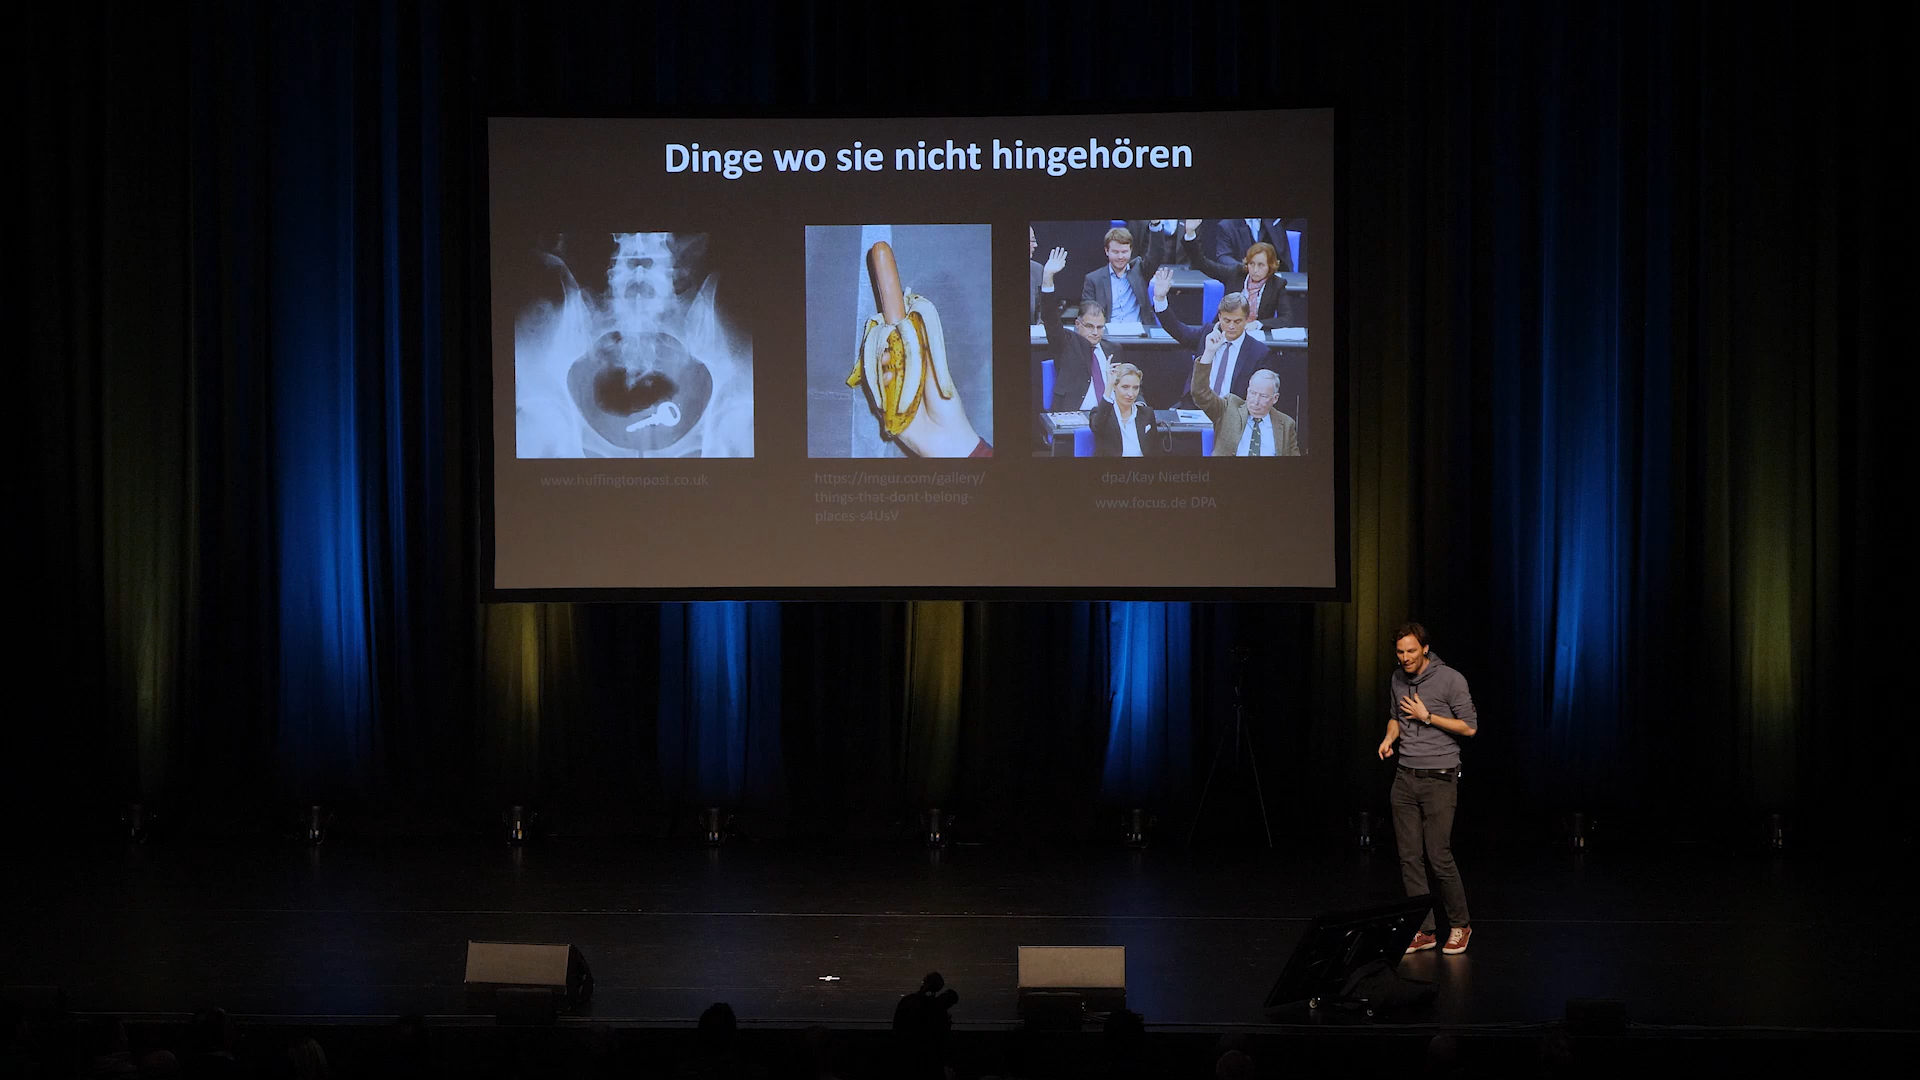 Dinge wo sie nicht hingehören
www.huffingtonpost.co.uk
https://imgur.com/gallery/
things-that-dont-belong-
places-s4UsV
dpa/Kay Nietfeld
www.focus.de DPA